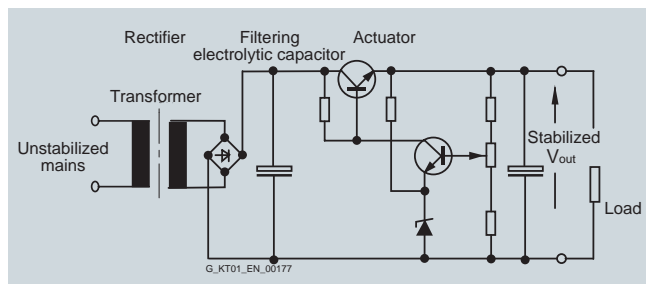 Rectifier
Filtering
electrolytic capacitor
Actuator
Transformer
Unstabilized
mains
Stabilized
Vout
Load
G_KT01_EN_00177